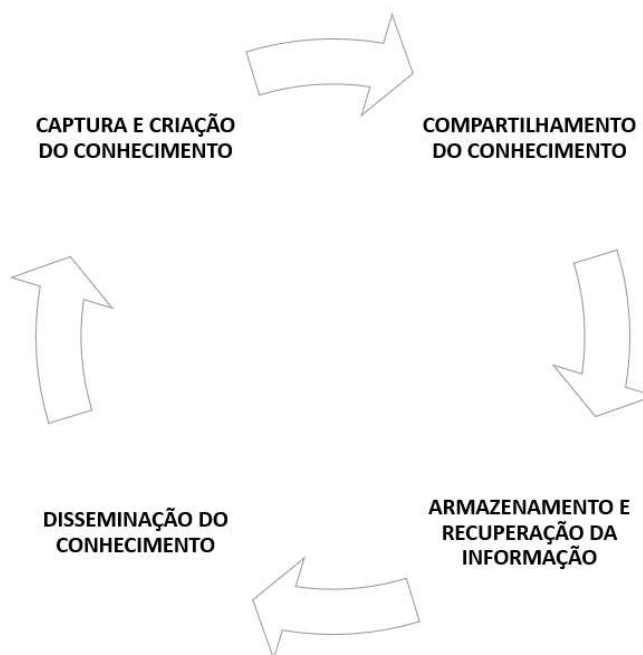 CAPTURA E CRIAÇÃO
DO CONHECIMENTO
COMPARTILHAMENTO
DO CONHECIMENTO
ARMAZENAMENTO E
RECUPERAÇÃO DA
INFORMAÇÃO
DISSEMINAÇÃO DO
CONHECIMENTO